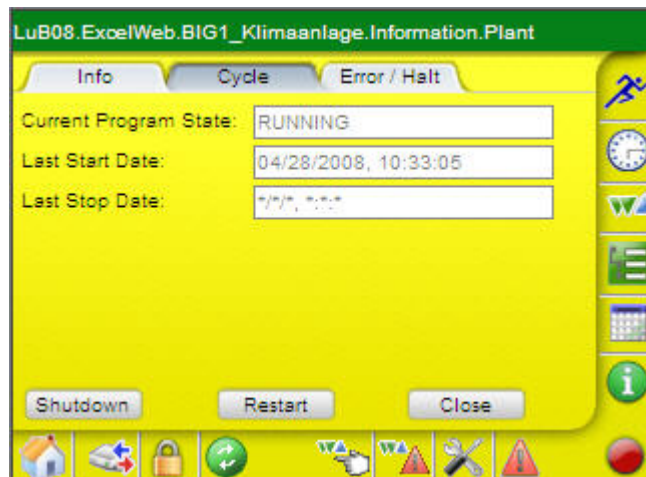 LuB08.ExcelWeb.BIG1_Klimaanlage.Information.Plant
Info Cycle Error / Halt
Current Program State: RUNNING
Last Start Date: 04/28/2008, 10:33:05
Last Stop Date: */*/*, *:*:*
Shutdown Restart Close